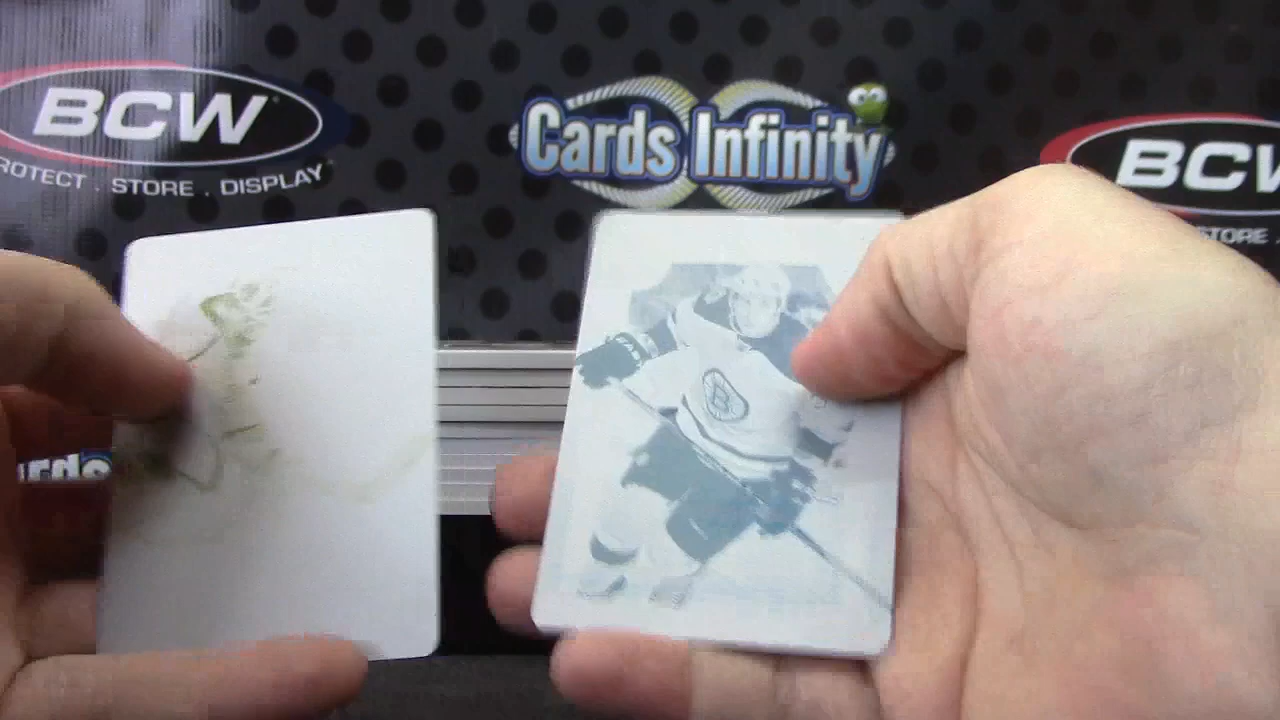 BCW
PROTECT . STORE . DISPLAY
Cards Infinity
BCW
STORE .
B